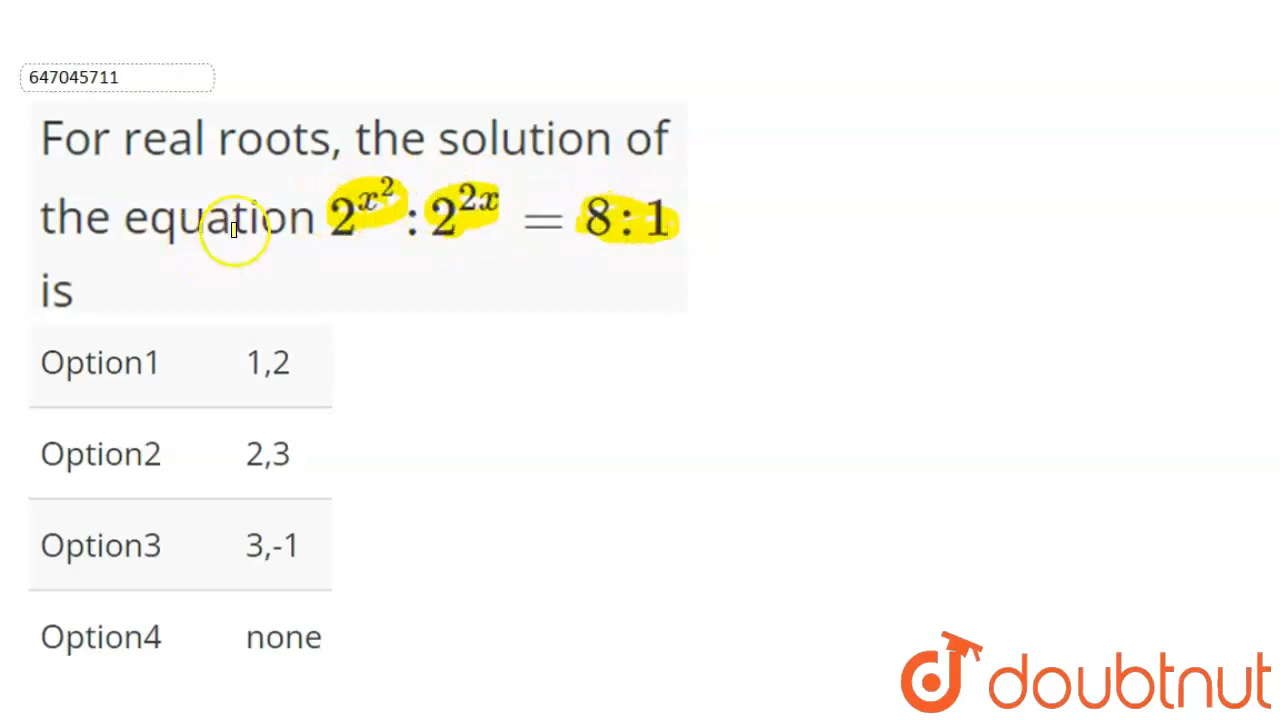 647045711
For real roots, the solution of
the equation 2^{x^2} : 2^{2x} = 8 : 1
is
Option1 1,2
Option2 2,3
Option3 3,-1
Option4 none
doubtnut